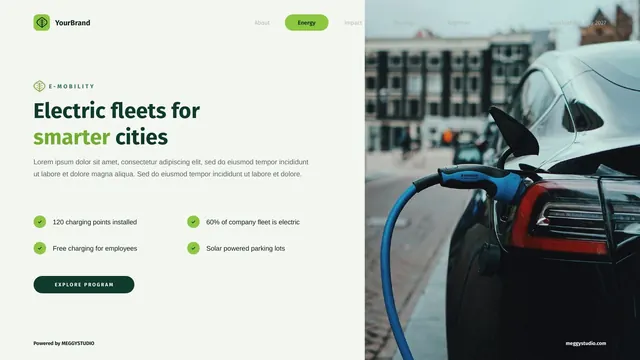 YourBrand
About
Energy
Impact
E-MOBILITY
Electric fleets for
smarter cities
Lorem ipsum dolor sit amet, consectetur adipiscing elit, sed do eiusmod tempor incididunt
ut labore et dolore magna aliqua. Sed do eiusmod tempor incididunt ut labore et dolore.
120 charging points installed
60% of company fleet is electric
Free charging for employees
Solar powered parking lots
EXPLORE PROGRAM
Powered by MEGGYSTUDIO
meggystudio.com